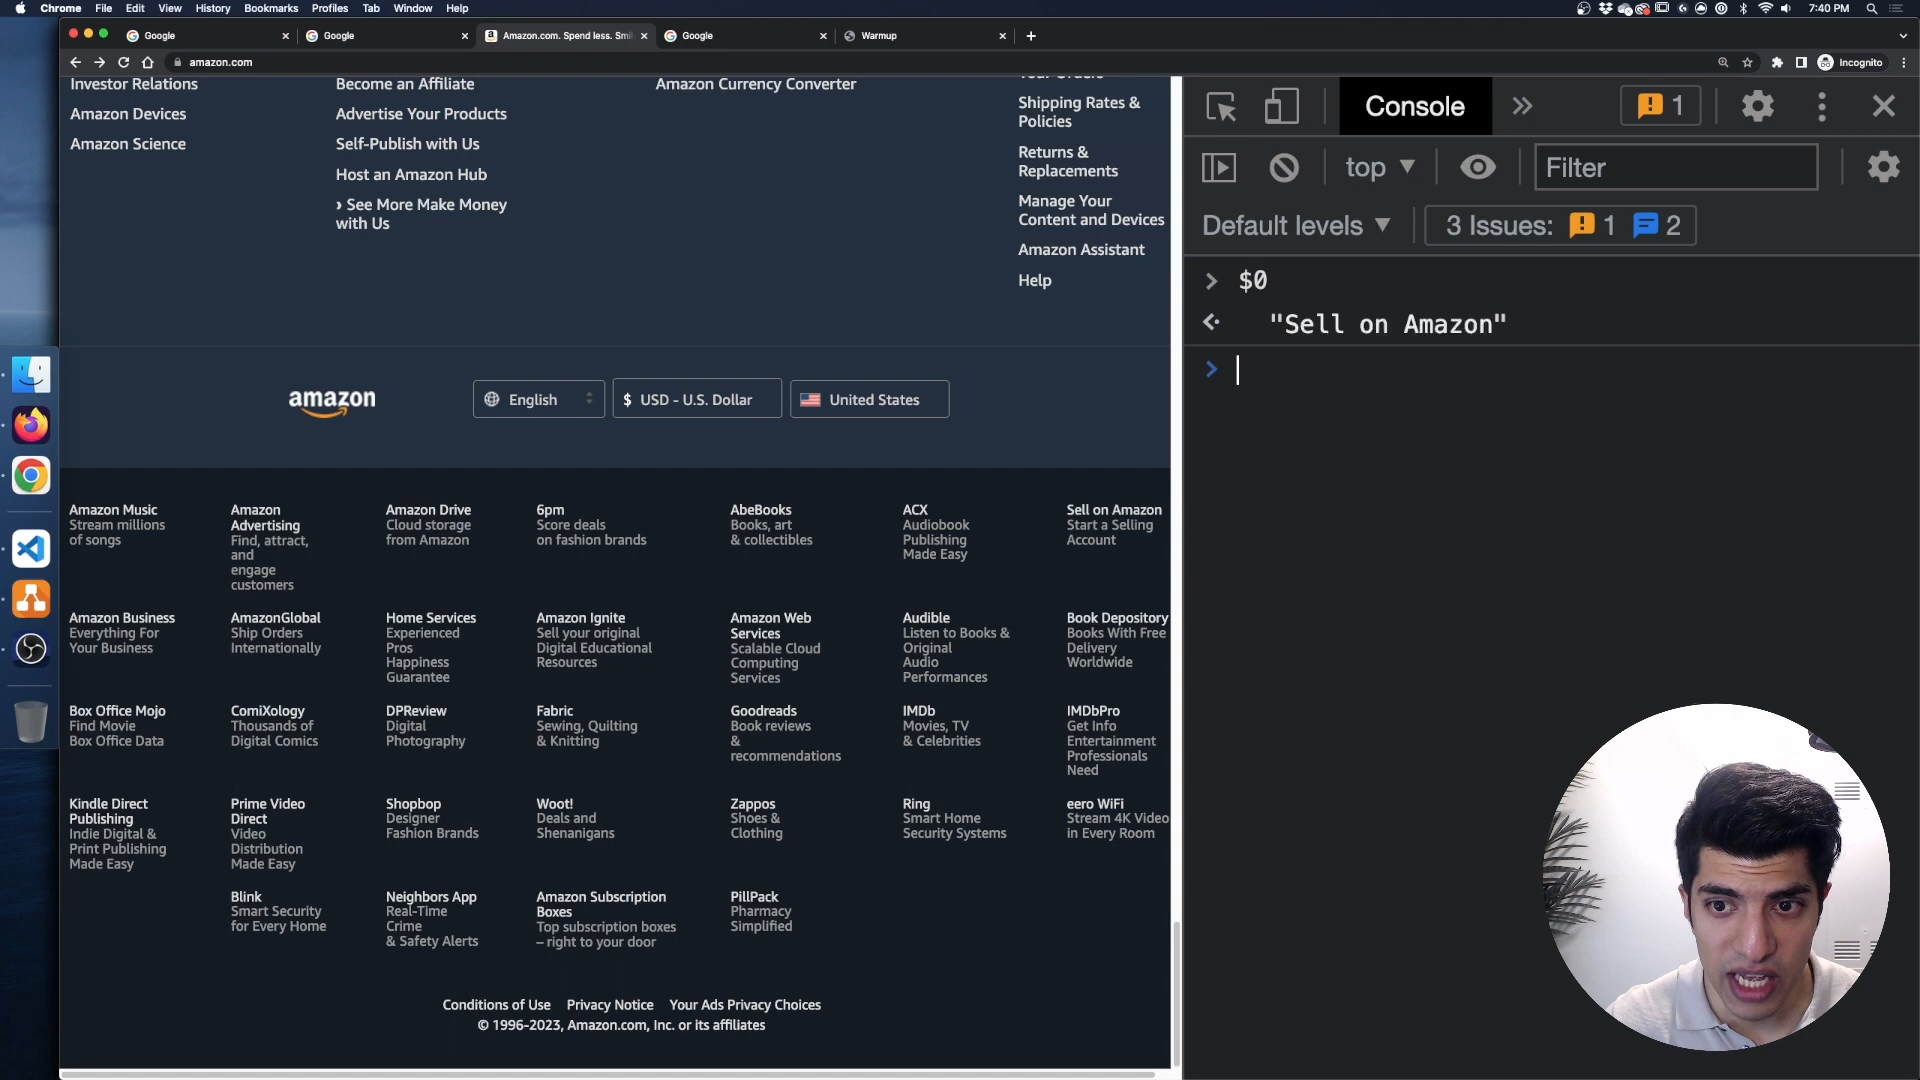 Chrome File Edit View History Bookmarks Profiles Tab Window Help
7:40 PM
Google
Google
Amazon.com. Spend less. Smi
Google
Warmup
amazon.com
Incognito
Investor Relations
Amazon Devices
Amazon Science
Become an Affiliate
Advertise Your Products
Self-Publish with Us
Host an Amazon Hub
› See More Make Money
with Us
Amazon Currency Converter
Your Orders
Shipping Rates &
Policies
Returns &
Replacements
Manage Your
Content and Devices
Amazon Assistant
Help
amazon
English
$ USD - U.S. Dollar
United States
Amazon Music
Stream millions
of songs
Amazon
Advertising
Find, attract,
and
engage
customers
Amazon Drive
Cloud storage
from Amazon
6pm
Score deals
on fashion brands
AbeBooks
Books, art
& collectibles
ACX
Audiobook
Publishing
Made Easy
Sell on Amazon
Start a Selling
Account
Amazon Business
Everything For
Your Business
AmazonGlobal
Ship Orders
Internationally
Home Services
Experienced
Pros
Happiness
Guarantee
Amazon Ignite
Sell your original
Digital Educational
Resources
Amazon Web
Services
Scalable Cloud
Computing
Services
Audible
Listen to Books &
Original
Audio
Performances
Book Depository
Books With Free
Delivery
Worldwide
Box Office Mojo
Find Movie
Box Office Data
ComiXology
Thousands of
Digital Comics
DPReview
Digital
Photography
Fabric
Sewing, Quilting
& Knitting
Goodreads
Book reviews
&
recommendations
IMDb
Movies, TV
& Celebrities
IMDbPro
Get Info
Entertainment
Professionals
Need
Kindle Direct
Publishing
Indie Digital &
Print Publishing
Made Easy
Prime Video
Direct
Video
Distribution
Made Easy
Shopbop
Designer
Fashion Brands
Woot!
Deals and
Shenanigans
Zappos
Shoes &
Clothing
Ring
Smart Home
Security Systems
eero WiFi
Stream 4K Video
in Every Room
Blink
Smart Security
for Every Home
Neighbors App
Real-Time
Crime
& Safety Alerts
Amazon Subscription
Boxes
Top subscription boxes
– right to your door
PillPack
Pharmacy
Simplified
Conditions of Use Privacy Notice Your Ads Privacy Choices
© 1996-2023, Amazon.com, Inc. or its affiliates
Console
1
top
Filter
Default levels
3 Issues: 1 2
$0
"Sell on Amazon"